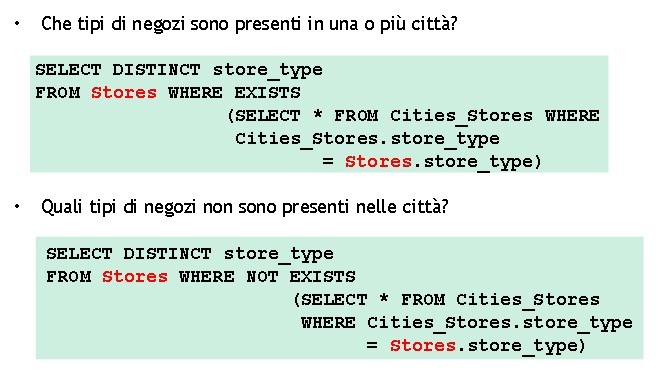 • Che tipi di negozi sono presenti in una o più città?
SELECT DISTINCT store_type
FROM Stores WHERE EXISTS
(SELECT * FROM Cities_Stores WHERE
Cities_Stores.store_type
= Stores.store_type)
• Quali tipi di negozi non sono presenti nelle città?
SELECT DISTINCT store_type
FROM Stores WHERE NOT EXISTS
(SELECT * FROM Cities_Stores
WHERE Cities_Stores.store_type
= Stores.store_type)